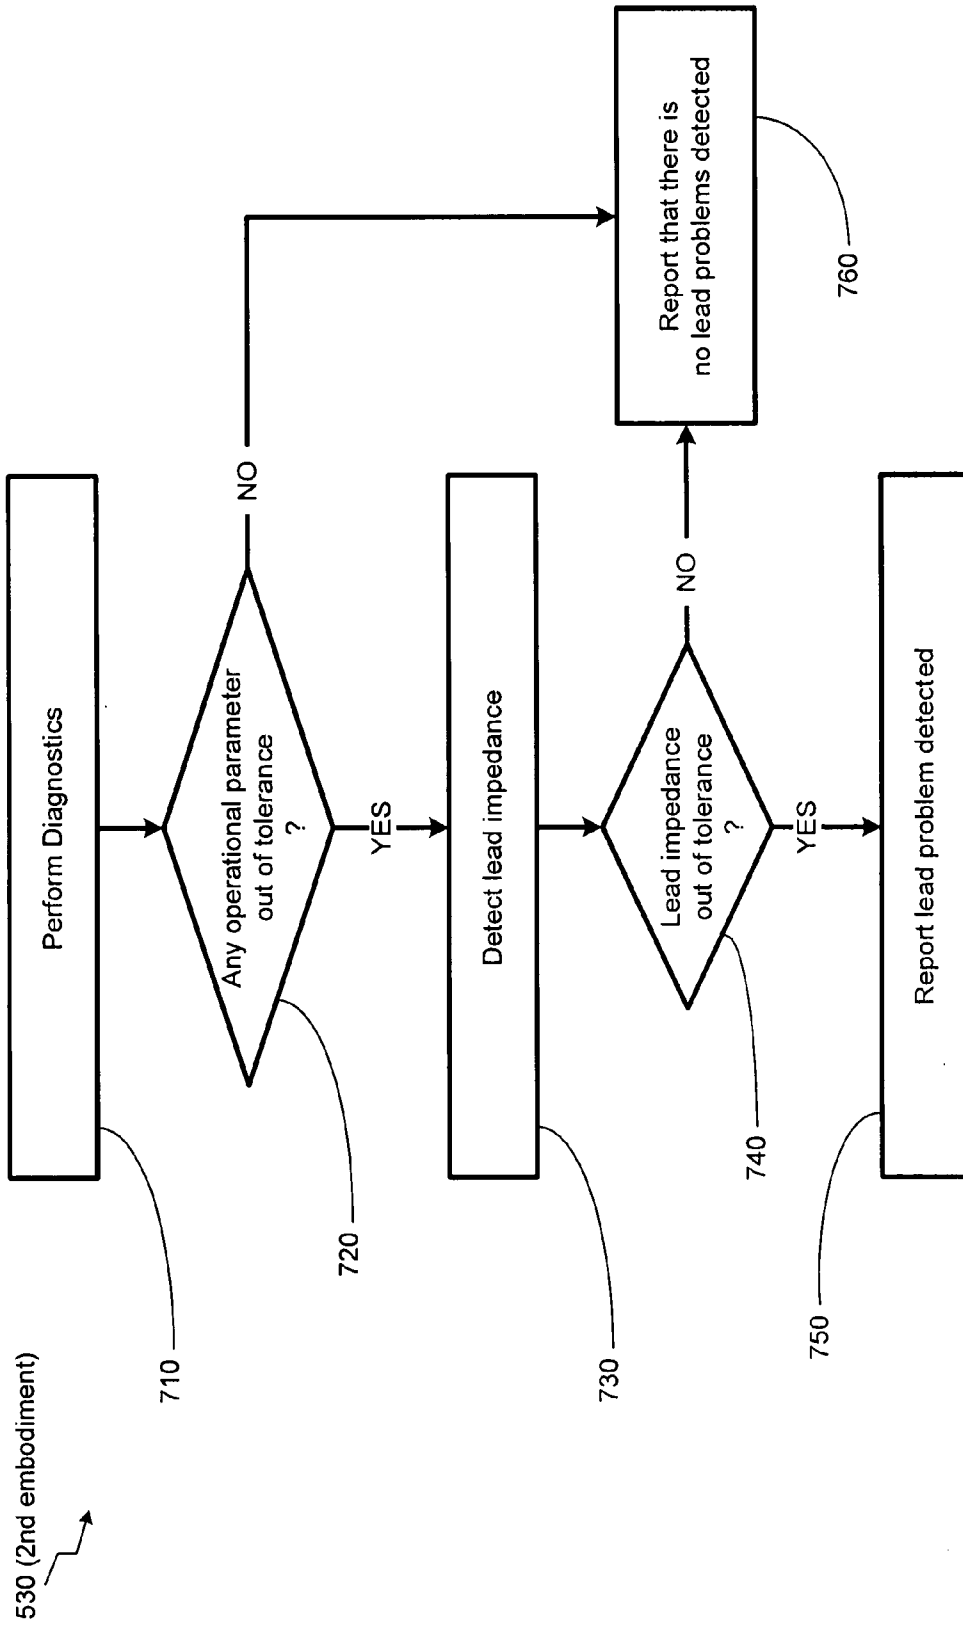 530 (2nd embodiment)
Perform Diagnostics
710
Any operational parameter
out of tolerance
?
720
NO
YES
Detect lead impedance
730
Lead impedance
out of tolerance
?
740
NO
YES
Report that there is
no lead problems detected
760
Report lead problem detected
750